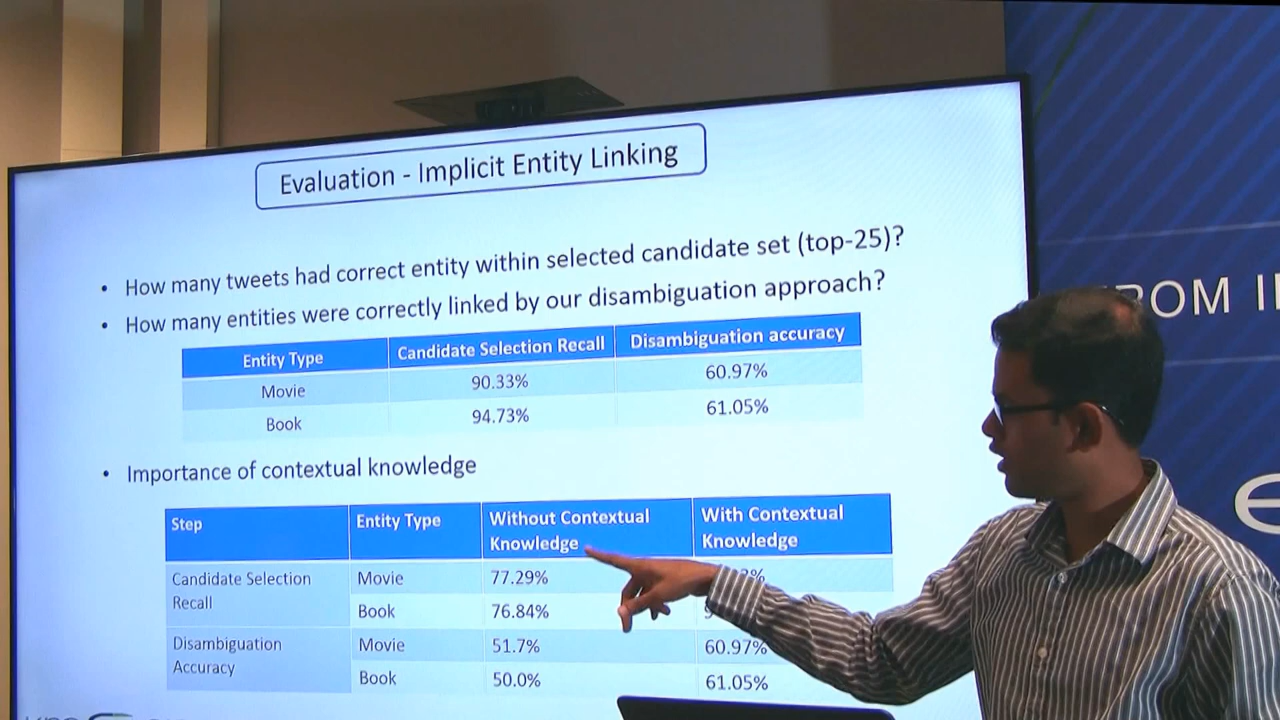 Evaluation - Implicit Entity Linking
• How many tweets had correct entity within selected candidate set (top-25)?
• How many entities were correctly linked by our disambiguation approach?
Entity Type Candidate Selection Recall Disambiguation accuracy
Movie 90.33% 60.97%
Book 94.73% 61.05%
• Importance of contextual knowledge
Step Entity Type Without Contextual Knowledge With Contextual Knowledge
Candidate Selection Recall Movie 77.29%
Book 76.84%
Disambiguation Accuracy Movie 51.7% 60.97%
Book 50.0% 61.05%